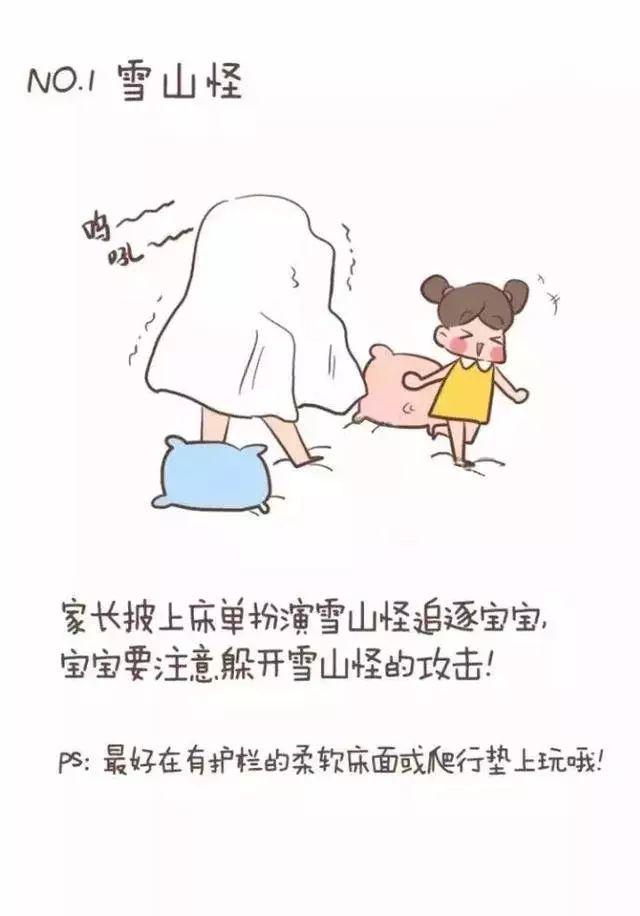 NO.1 雪山怪
呜
吼
家长披上床单扮演雪山怪追逐宝宝,
宝宝要注意躲开雪山怪的攻击!
PS: 最好在有护栏的柔软床面或爬行垫上玩哦!